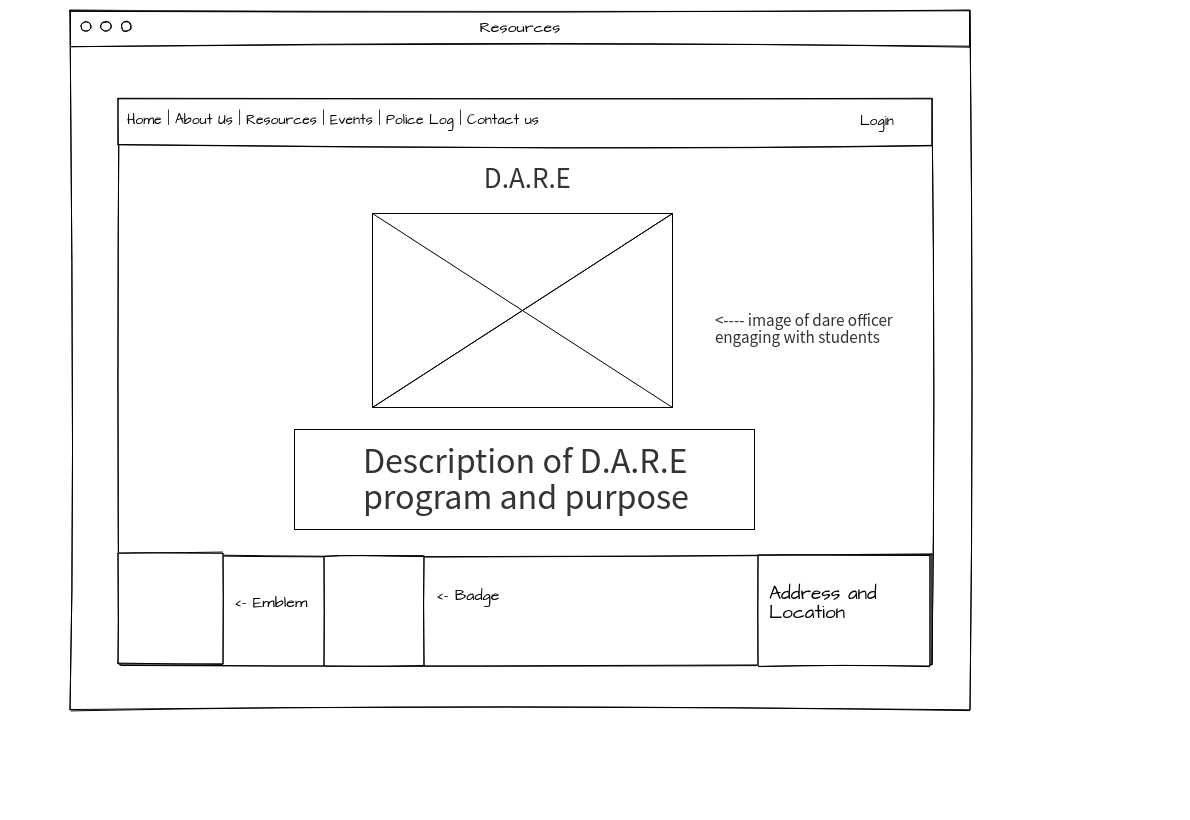 Resources
Home | About Us | Resources | Events | Police Log | Contact us
Login
D.A.R.E
<---- image of dare officer
engaging with students
Description of D.A.R.E
program and purpose
<- Emblem
<- Badge
Address and
Location